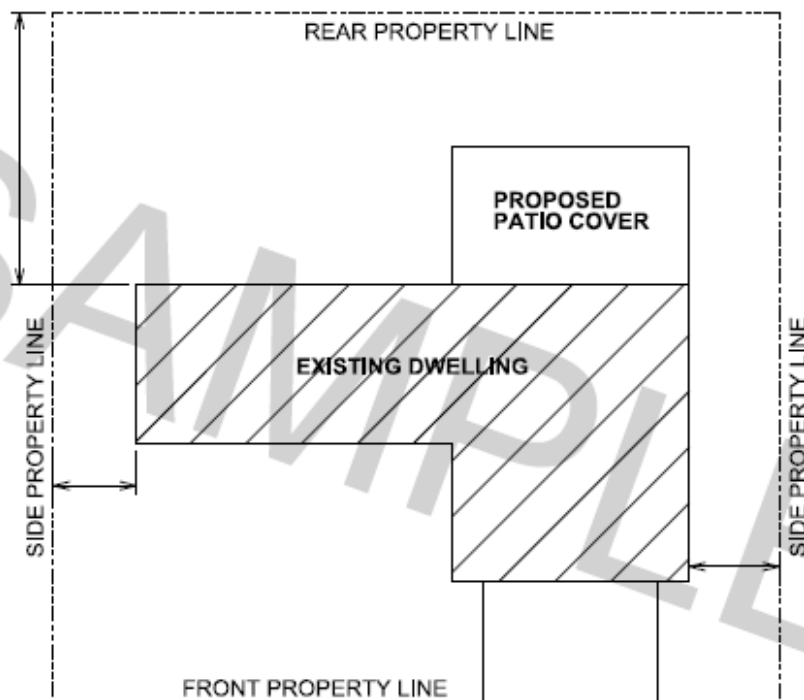 REAR PROPERTY LINE
PROPOSED
PATIO COVER
SIDE PROPERTY LINE
EXISTING DWELLING
SIDE PROPERTY LINE
FRONT PROPERTY LINE
SAMPLE